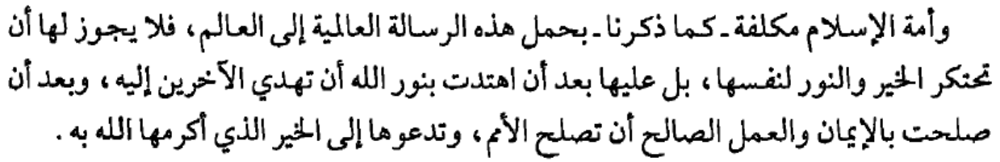 وأمة الإسلام مكلفة ـ كما ذكرنا ـ بحمل هذه الرسالة العالمية إلى العالم، فلا يجوز لها أن
تحتكر الخير والنور لنفسها، بل عليها بعد أن اهتدت بنور الله أن تهدي الآخرين إليه، وبعد أن
صلحت بالإيمان والعمل الصالح أن تصلح الأمم، وتدعوها إلى الخير الذي أكرمها الله به.